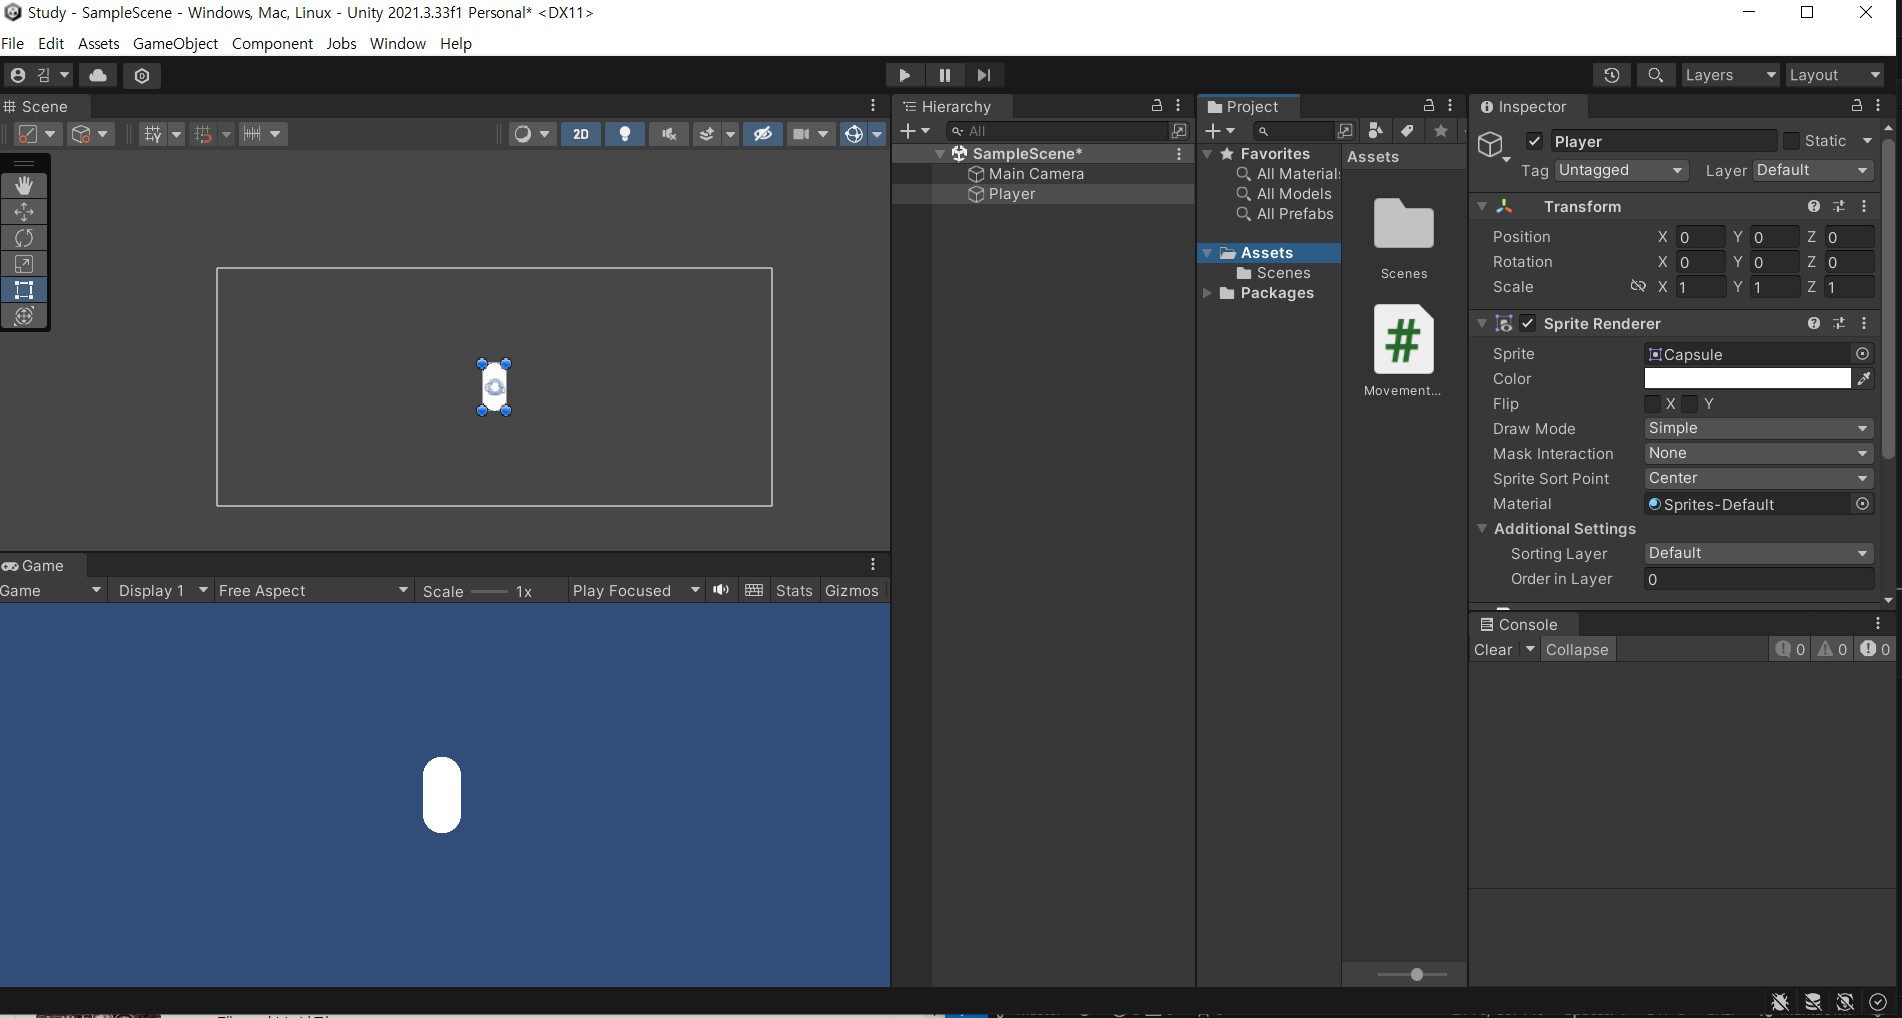 Study - SampleScene - Windows, Mac, Linux - Unity 2021.3.33f1 Personal* <DX11>
File Edit Assets GameObject Component Jobs Window Help
김
Layers Layout
Scene
2D
Game
Game Display 1 Free Aspect Scale 1x Play Focused Stats Gizmos
Hierarchy
All
SampleScene*
Main Camera
Player
Project
Favorites
All Material
All Models
All Prefabs
Assets
Scenes
Packages
Assets
Scenes
#
Movement...
Inspector
Player Static
Tag Untagged Layer Default
Transform
Position X 0 Y 0 Z 0
Rotation X 0 Y 0 Z 0
Scale X 1 Y 1 Z 1
Sprite Renderer
Sprite Capsule
Color
Flip X Y
Draw Mode Simple
Mask Interaction None
Sprite Sort Point Center
Material Sprites-Default
Additional Settings
Sorting Layer Default
Order in Layer 0
Console
Clear Collapse 0 0 0